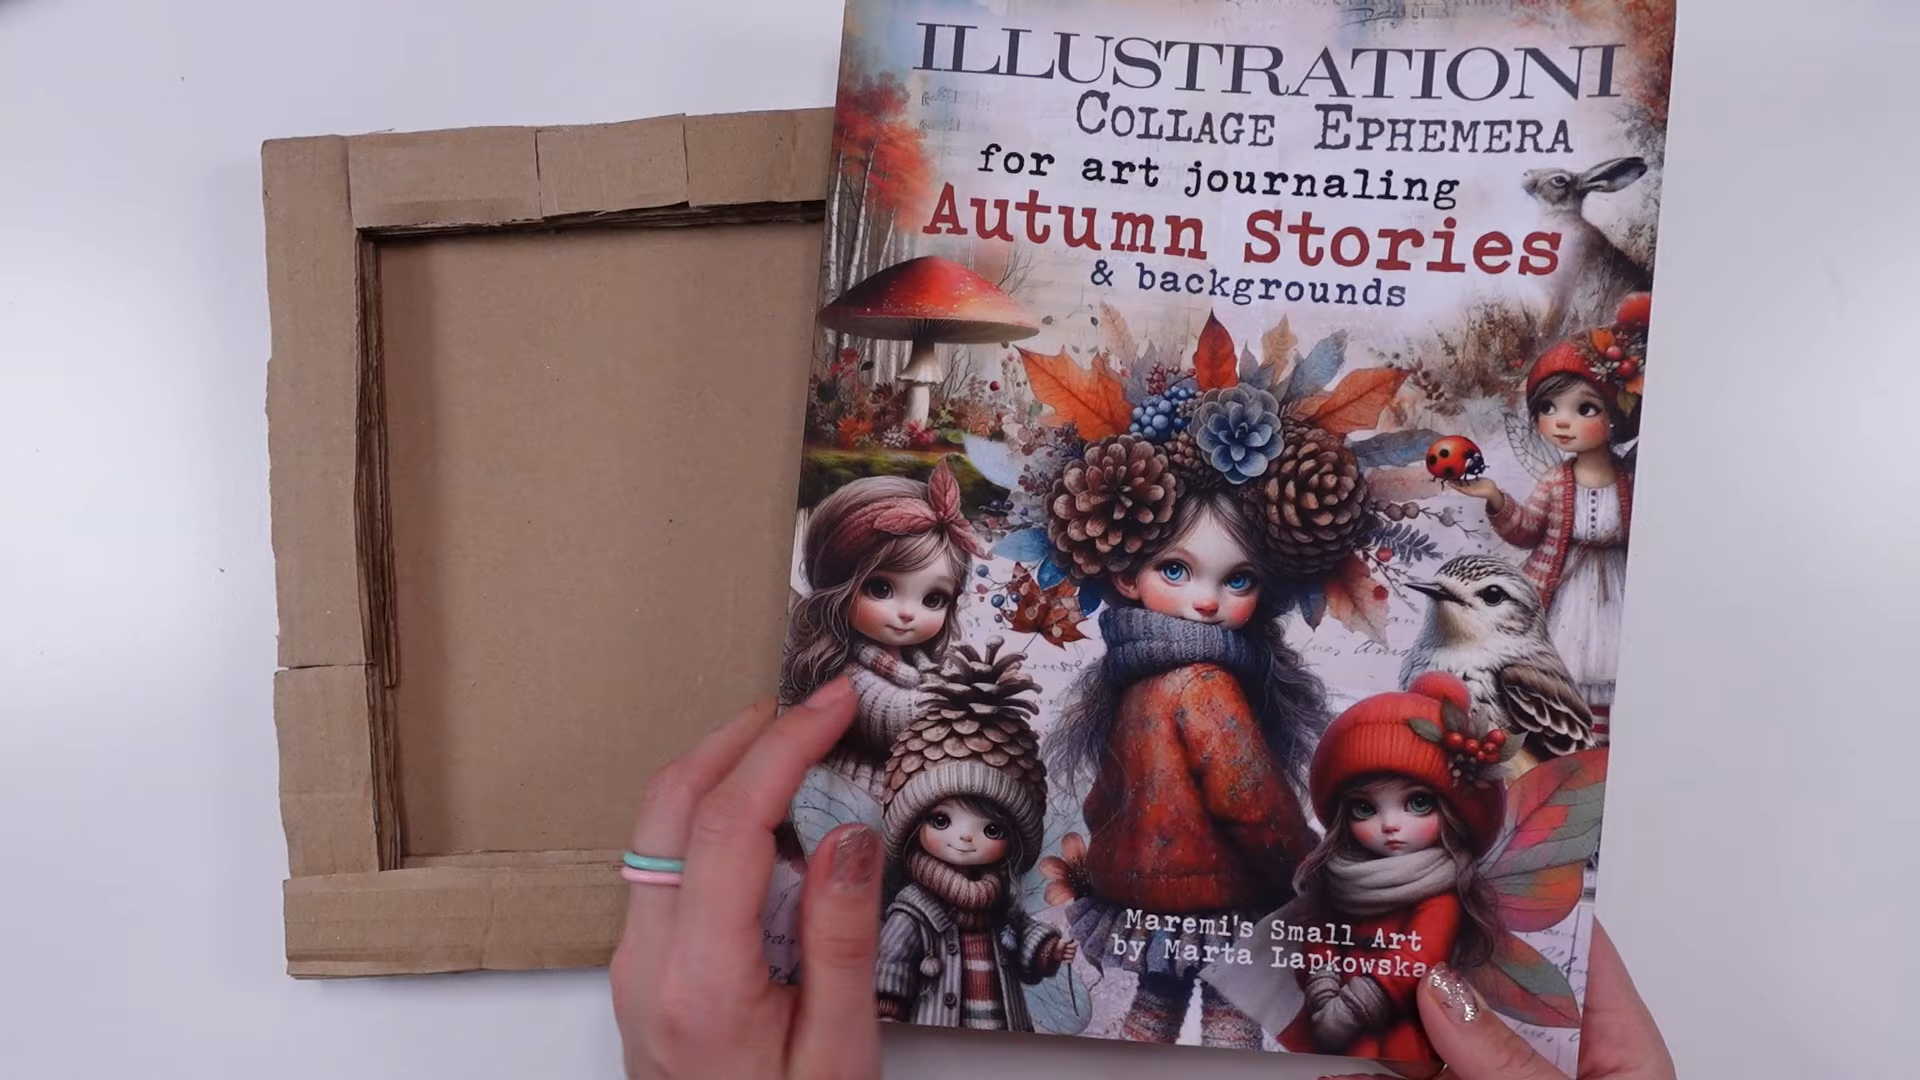 ILLUSTRATIONI
COLLAGE EPHEMERA
for art journaling
Autumn Stories
& backgrounds
Maremi's Small Art
by Marta Lapkowska